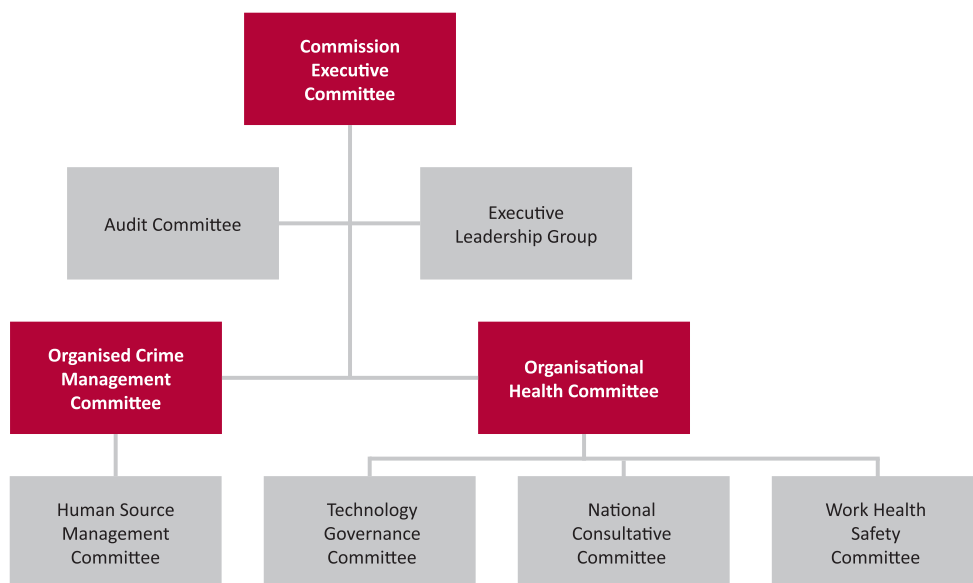 Commission
Executive
Committee
Audit Committee
Executive
Leadership Group
Organised Crime
Management
Committee
Organisational
Health Committee
Human Source
Management
Committee
Technology
Governance
Committee
National
Consultative
Committee
Work Health
Safety
Committee